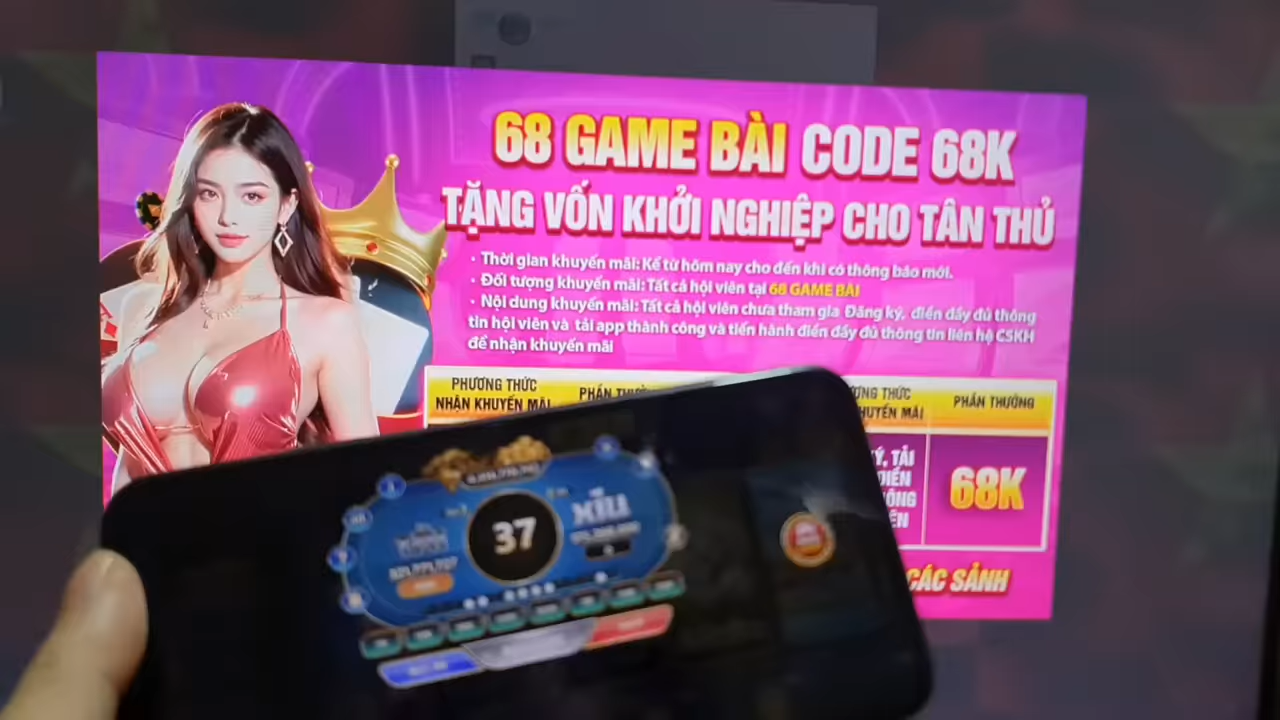 68 GAME BÀI CODE 68K
TẶNG VỐN KHỞI NGHIỆP CHO TÂN THỦ
• Thời gian khuyến mãi: Kể từ hôm nay cho đến khi có thông báo mới.
• Đối tượng khuyến mãi: Tất cả hội viên tại 68 GAME BÀI
• Nội dung khuyến mãi: Tất cả hội viên chưa tham gia Đăng ký, điền đầy đủ thông
tin hội viên và tải app thành công và tiến hành điền đầy đủ thông tin liên hệ CSKH
để nhận khuyến mãi
PHƯƠNG THỨC
NHẬN KHUYẾN MÃI
PHẦN
THỨC
MÃI
PHẦN THƯỞNG
TẢI
68K
CÁC SẢNH
37
XỈU